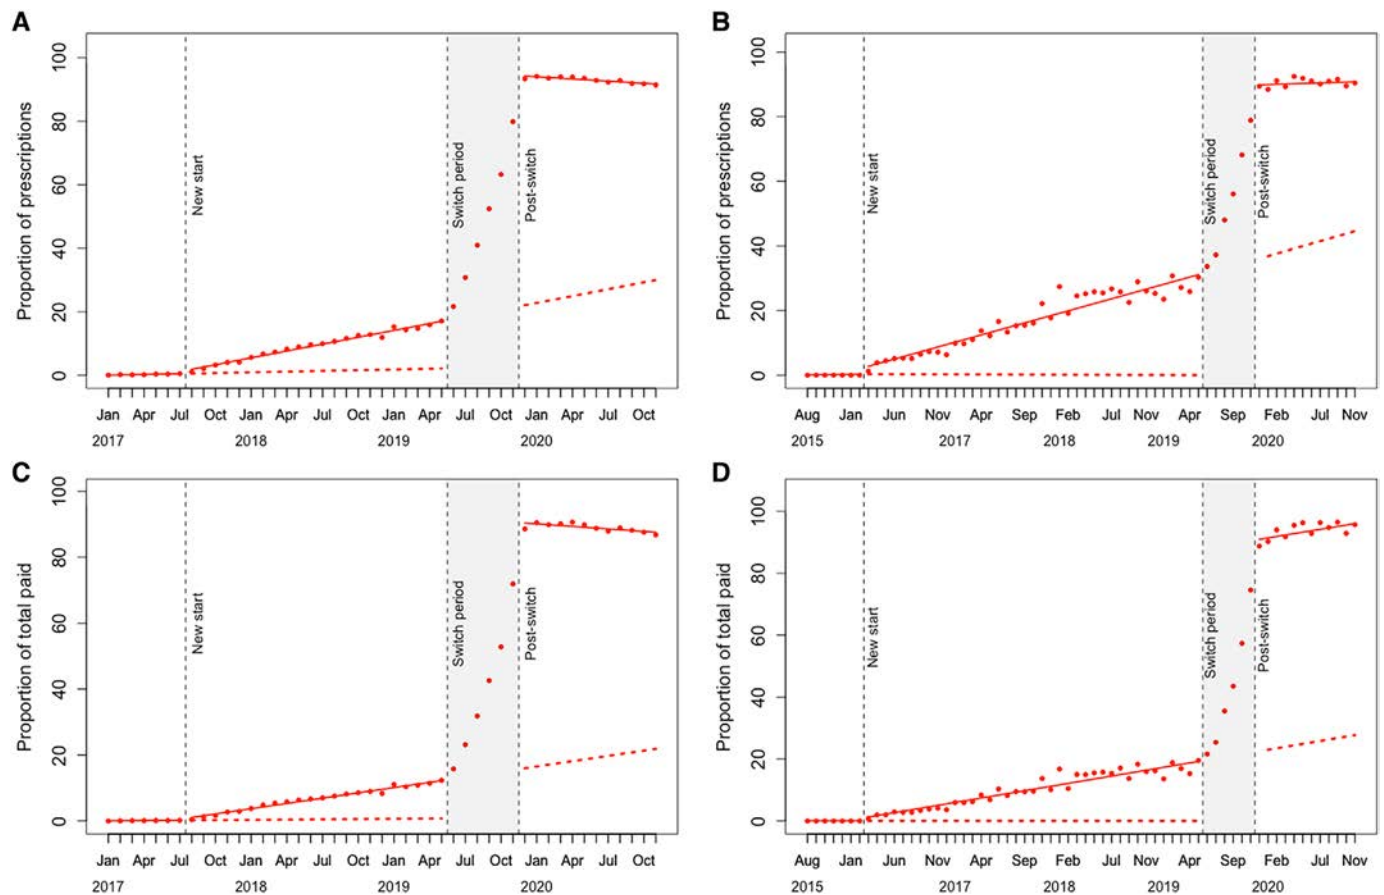 A
Proportion of prescriptions
100
80
60
40
20
0
New start
Switch period
Post-switch
Jan Apr Jul Oct Jan Apr Jul Oct Jan Apr Jul Oct Jan Apr Jul Oct
2017 2018 2019 2020
B
Proportion of prescriptions
100
80
60
40
20
0
New start
Switch period
Post-switch
Aug Jan Jun Nov Apr Sep Feb Jul Nov Apr Sep Feb Jul Nov
2015 2017 2018 2019 2020
C
Proportion of total paid
100
80
60
40
20
0
New start
Switch period
Post-switch
Jan Apr Jul Oct Jan Apr Jul Oct Jan Apr Jul Oct Jan Apr Jul Oct
2017 2018 2019 2020
D
Proportion of total paid
100
80
60
40
20
0
New start
Switch period
Post-switch
Aug Jan Jun Nov Apr Sep Feb Jul Nov Apr Sep Feb Jul Nov
2015 2017 2018 2019 2020